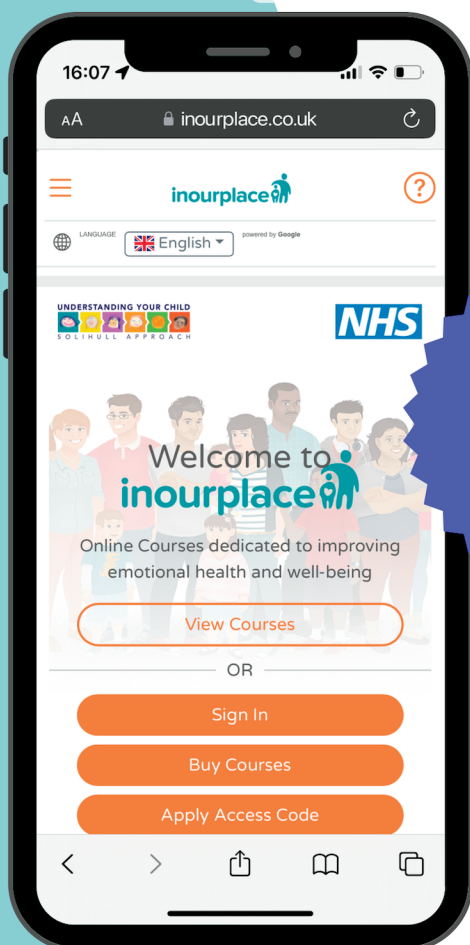 16:07
AA inourplace.co.uk
inourplace
?
LANGUAGE English powered by Google
UNDERSTANDING YOUR CHILD
SOLIHULL APPROACH
NHS
Welcome to
inourplace
Online Courses dedicated to improving
emotional health and well-being
View Courses
OR
Sign In
Buy Courses
Apply Access Code